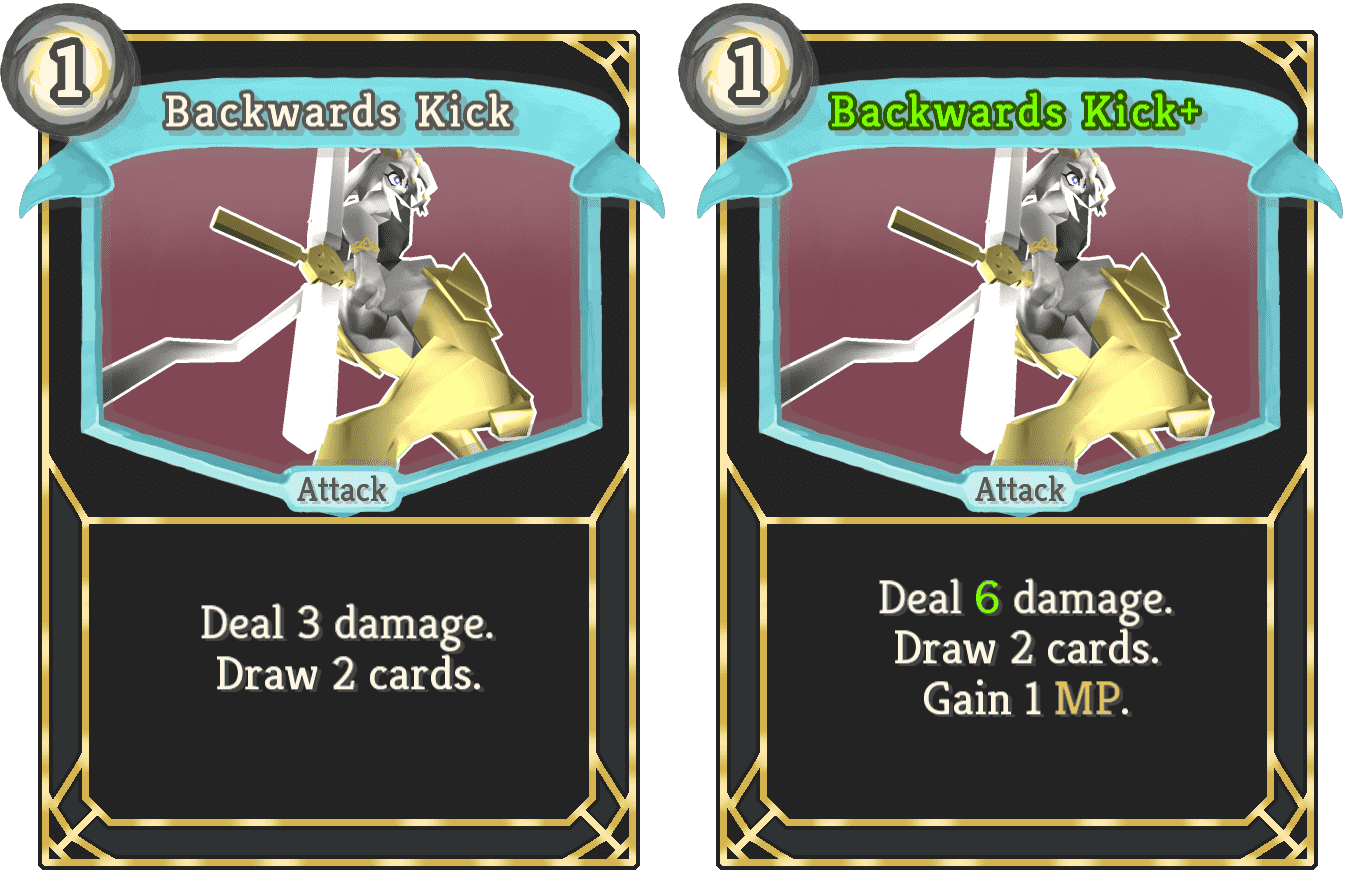 1
Backwards Kick
Attack
Deal 3 damage.
Draw 2 cards.
1
Backwards Kick+
Attack
Deal 6 damage.
Draw 2 cards.
Gain 1 MP.